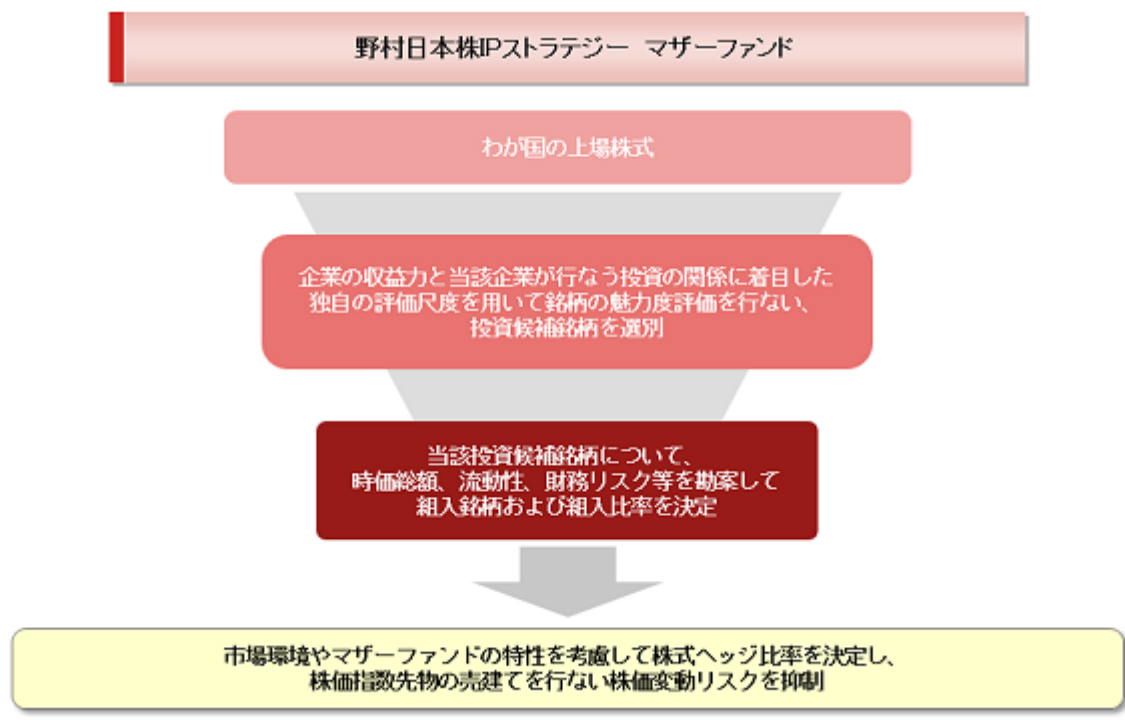 野村日本株IPストラテジー マザーファンド
わが国の上場株式
企業の収益力と当該企業が行なう投資の関係に着目した
独自の評価尺度を用いて銘柄の魅力度評価を行ない、
投資候補銘柄を選別
当該投資候補銘柄について、
時価総額、流動性、財務リスク等を勘案して
組入銘柄および組入比率を決定
市場環境やマザーファンドの特性を考慮して株式ヘッジ比率を決定し、
株価指数先物の売建てを行ない株価変動リスクを抑制